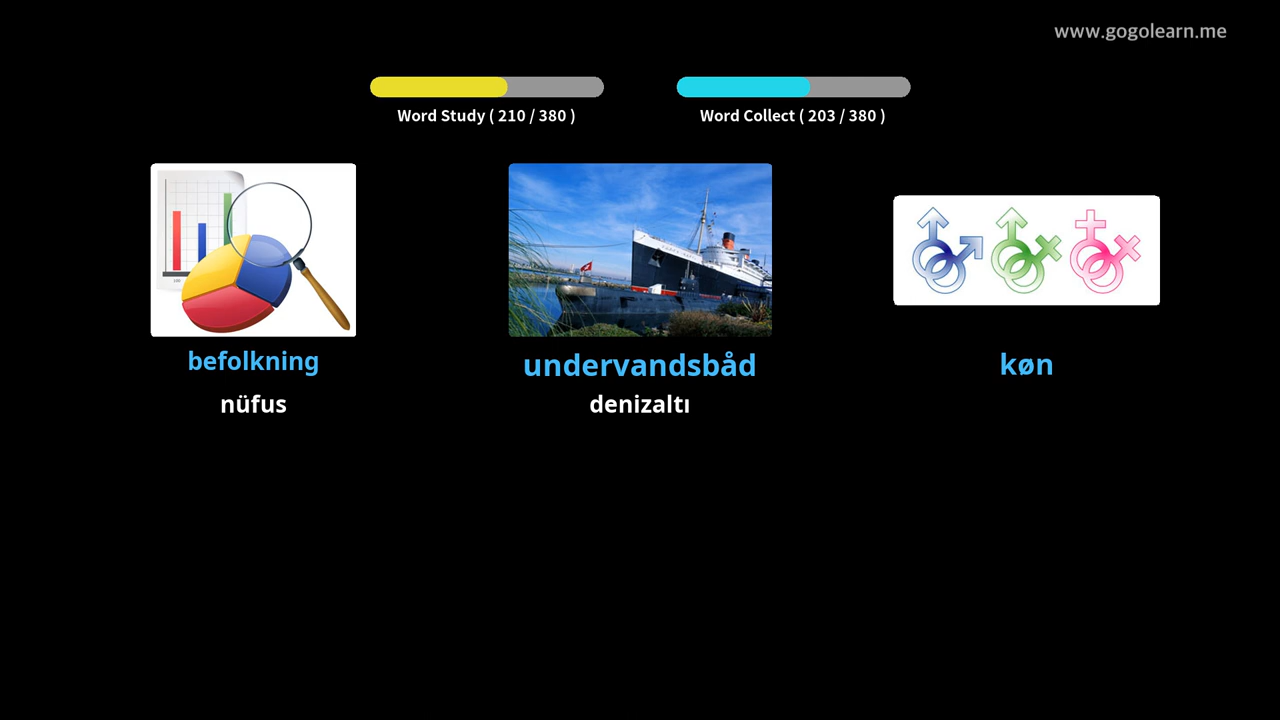 www.gogolearn.me
Word Study ( 210 / 380 )
Word Collect ( 203 / 380 )
befolkning
undervandsbåd
køn
nüfus
denizaltı